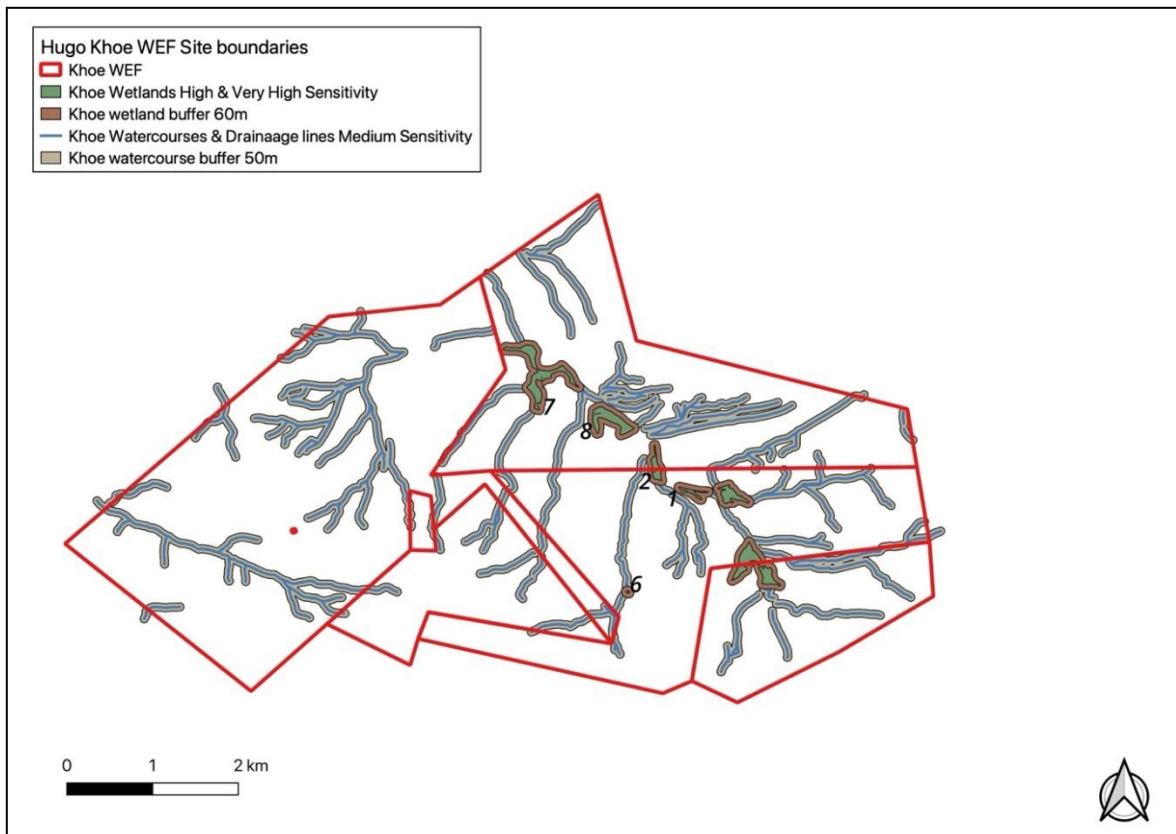 Hugo Khoe WEF Site boundaries
Khoe WEF
Khoe Wetlands High & Very High Sensitivity
Khoe wetland buffer 60m
Khoe Watercourses & Drainaage lines Medium Sensitivity
Khoe watercourse buffer 50m
7
8
2
1
6
0 1 2 km